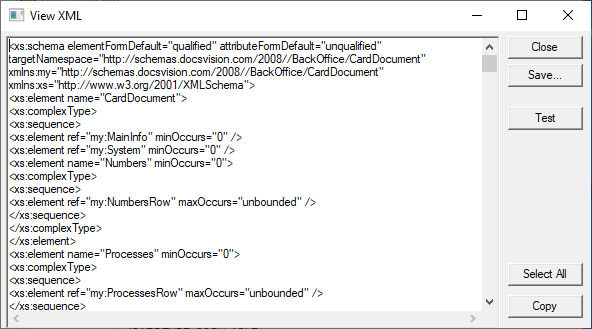 View XML
<xs:schema elementFormDefault="qualified" attributeFormDefault="unqualified"
targetNamespace="http://schemas.docsvision.com/2008//BackOffice/CardDocument"
xmlns:my="http://schemas.docsvision.com/2008//BackOffice/CardDocument"
xmlns:xs="http://www.w3.org/2001/XMLSchema">
<xs:element name="CardDocument">
<xs:complexType>
<xs:sequence>
<xs:element ref="my:MainInfo" minOccurs="0" />
<xs:element ref="my:System" minOccurs="0" />
<xs:element name="Numbers" minOccurs="0">
<xs:complexType>
<xs:sequence>
<xs:element ref="my:NumbersRow" maxOccurs="unbounded" />
</xs:sequence>
</xs:complexType>
</xs:element>
<xs:element name="Processes" minOccurs="0">
<xs:complexType>
<xs:sequence>
<xs:element ref="my:ProcessesRow" maxOccurs="unbounded" />
</xs:sequence>
Close
Save...
Test
Select All
Copy